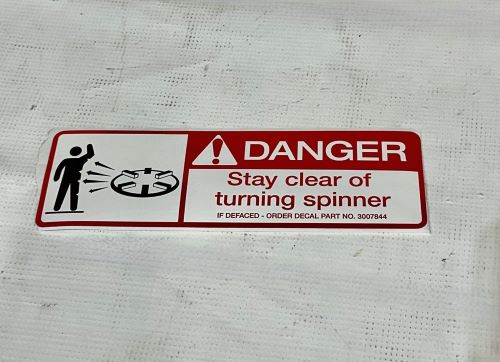 DANGER
Stay clear of
turning spinner
IF DEFACED - ORDER DECAL PART NO. 3007844